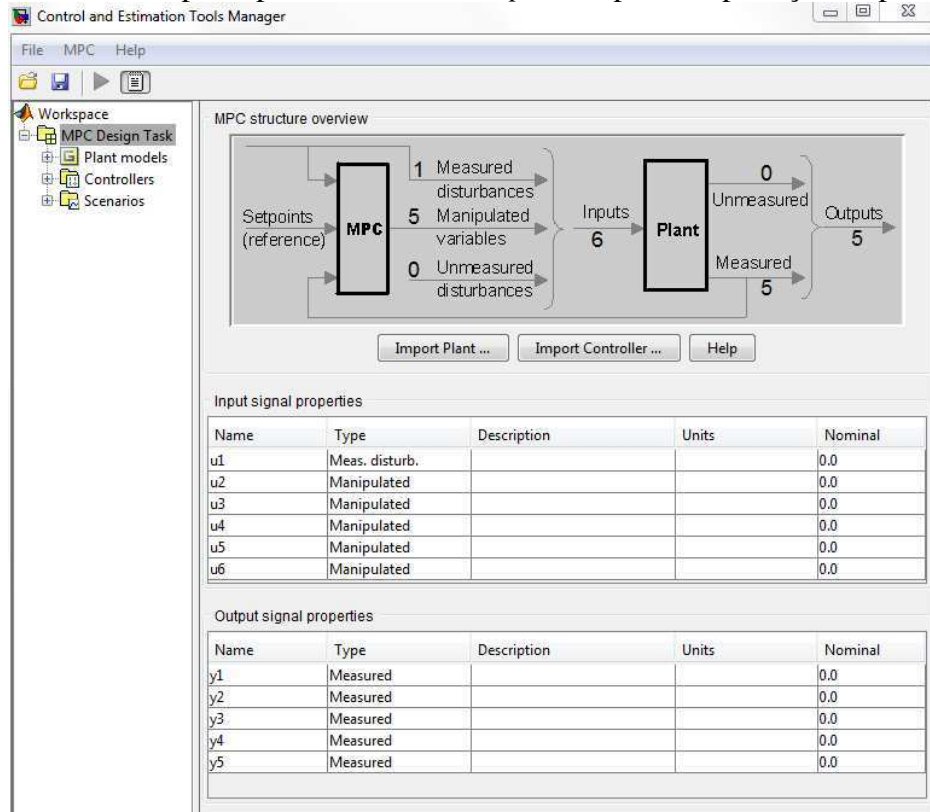 Control and Estimation Tools Manager
File MPC Help
Workspace
MPC Design Task
Plant models
Controllers
Scenarios
MPC structure overview
Setpoints
(reference)
MPC
1 Measured
disturbances
5 Manipulated
variables
0 Unmeasured
disturbances
Inputs
6
Plant
0
Unmeasured
Measured
5
Outputs
5
Import Plant ...
Import Controller ...
Help
Input signal properties
Name Type Description Units Nominal
u1 Meas. disturb. 0.0
u2 Manipulated 0.0
u3 Manipulated 0.0
u4 Manipulated 0.0
u5 Manipulated 0.0
u6 Manipulated 0.0
Output signal properties
Name Type Description Units Nominal
y1 Measured 0.0
y2 Measured 0.0
y3 Measured 0.0
y4 Measured 0.0
y5 Measured 0.0